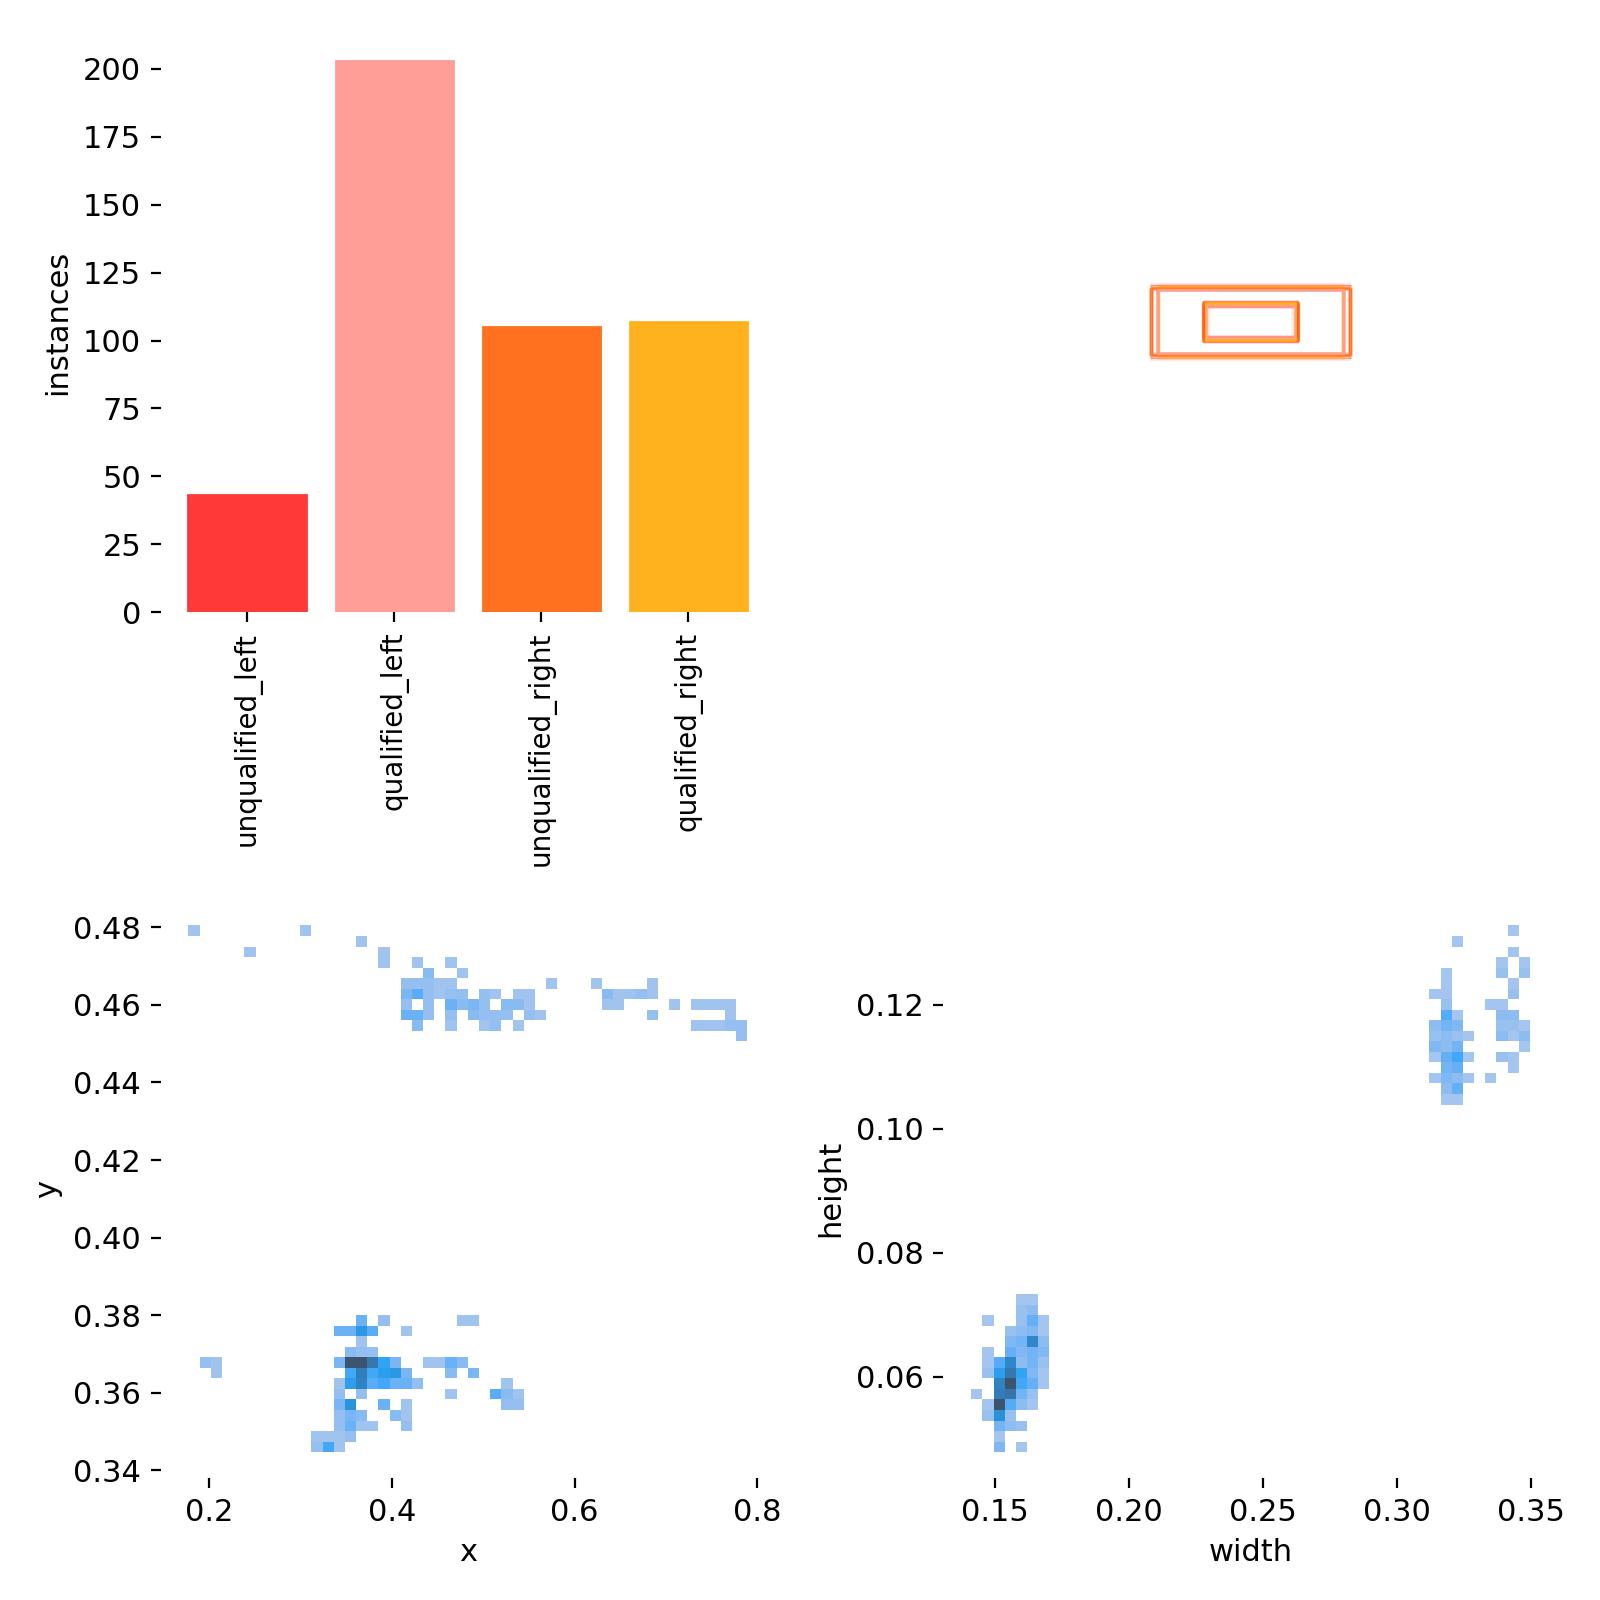 200
175
150
125
100
75
50
25
0
instances
unqualified_left
qualified_left
unqualified_right
qualified_right
0.48
0.46
0.44
0.42
0.40
0.38
0.36
0.34
y
0.2 0.4 0.6 0.8
x
0.12
0.10
0.08
0.06
height
0.15 0.20 0.25 0.30 0.35
width